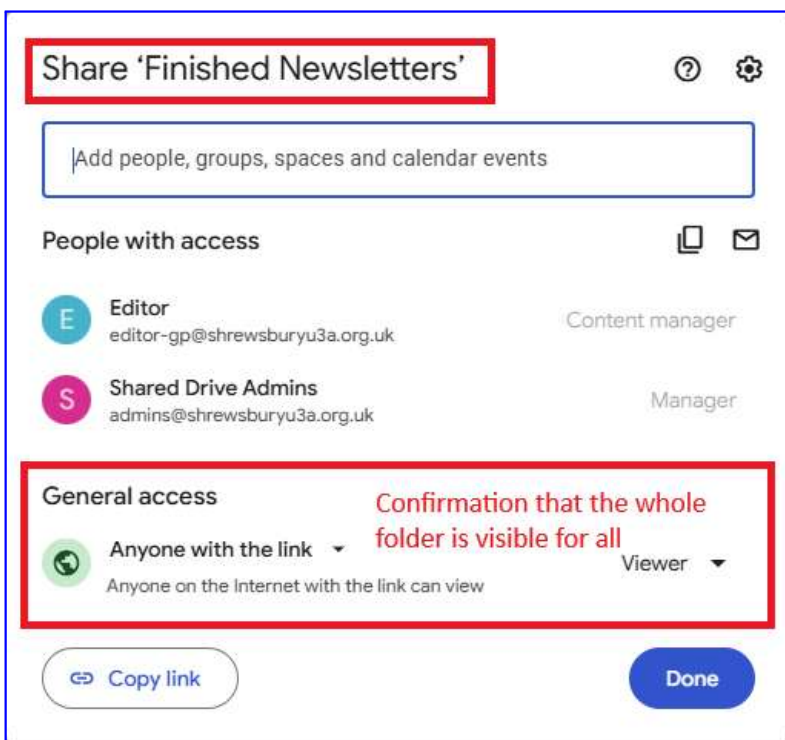 Share ‘Finished Newsletters’
Add people, groups, spaces and calendar events
People with access
E
Editor
editor-gp@shrewsburyu3a.org.uk
Content manager
S
Shared Drive Admins
admins@shrewsburyu3a.org.uk
Manager
General access
Confirmation that the whole
folder is visible for all
Anyone with the link
Anyone on the Internet with the link can view
Viewer
Copy link
Done